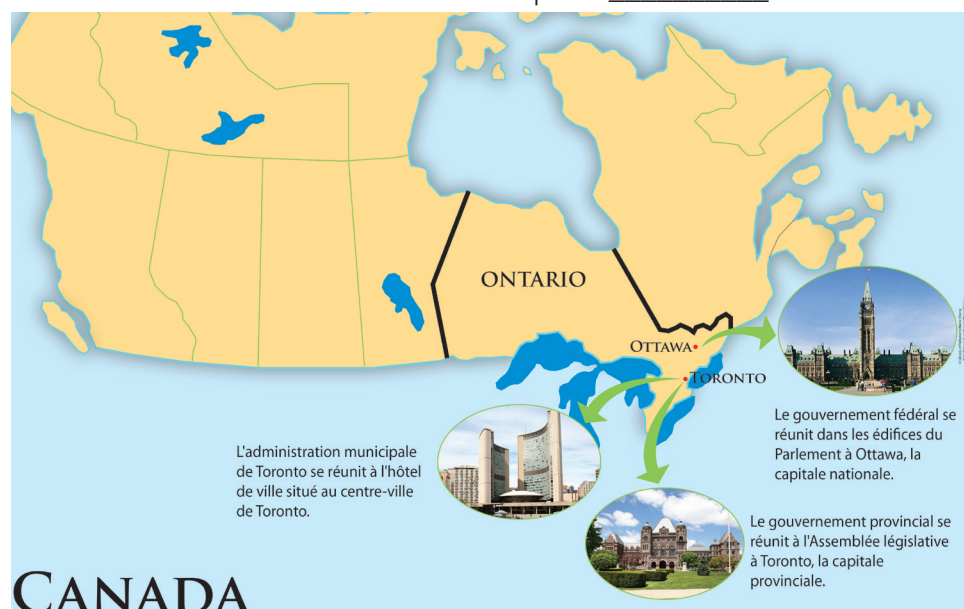 ONTARIO
OTTAWA
TORONTO
Le gouvernement fédéral se
réunit dans les édifices du
Parlement à Ottawa, la
capitale nationale.
L'administration municipale
de Toronto se réunit à l'hôtel
de ville situé au centre-ville
de Toronto.
Le gouvernement provincial se
réunit à l'Assemblée législative
à Toronto, la capitale
provinciale.
CANADA